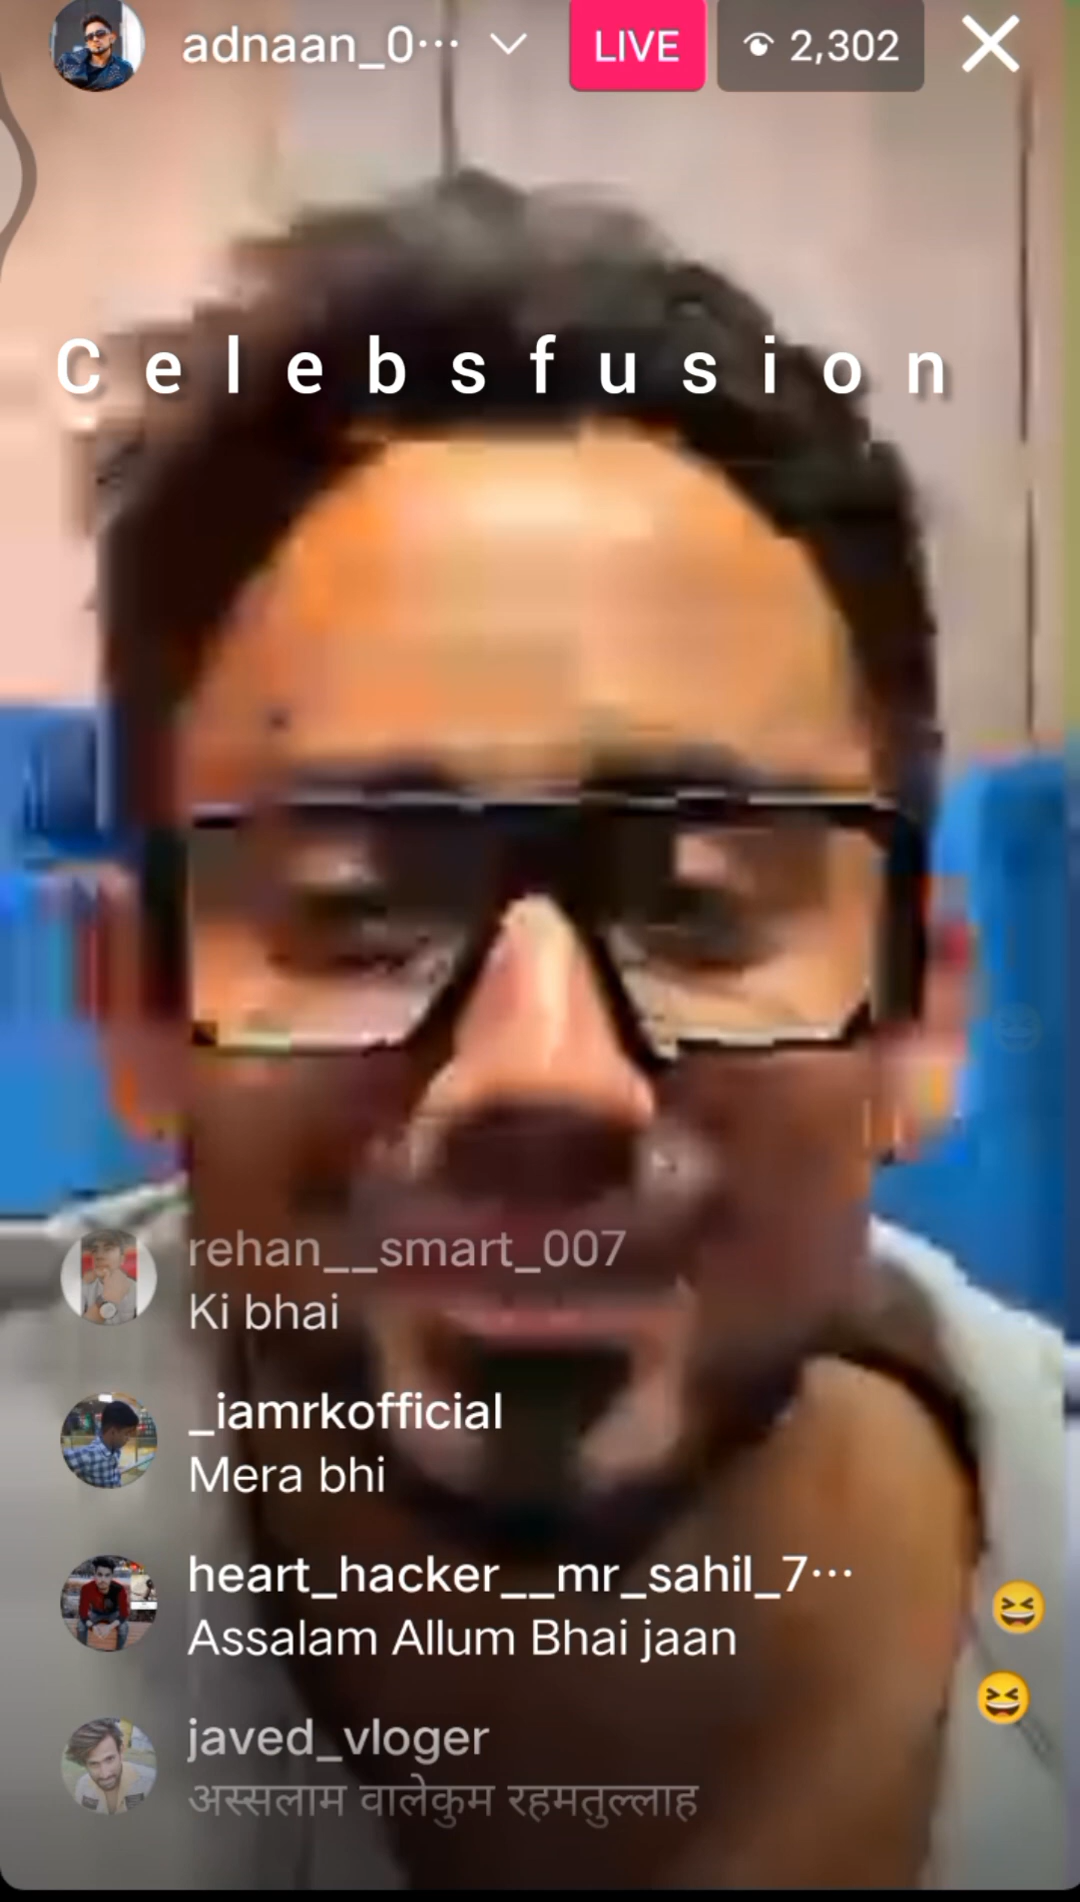 adnaan_0...
LIVE
2,302
Celebsfusion
rehan__smart_007
Ki bhai
_iamrkofficial
Mera bhi
heart_hacker__mr_sahil_7...
Assalam Allum Bhai jaan
javed_vloger
अस्सलाम वालेकुम रहमतुल्लाह